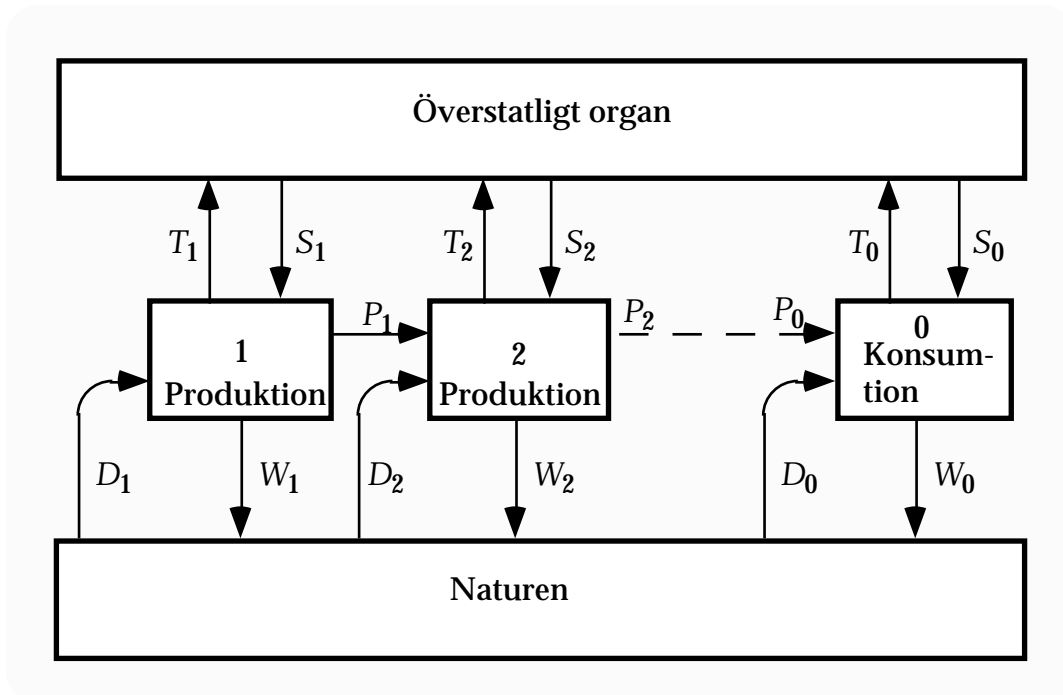 Överstatligt organ
T1 S1 T2 S2 T0 S0
P1 P2 P0
1
Produktion
2
Produktion
0
Konsum-
tion
D1 W1 D2 W2 D0 W0
Naturen